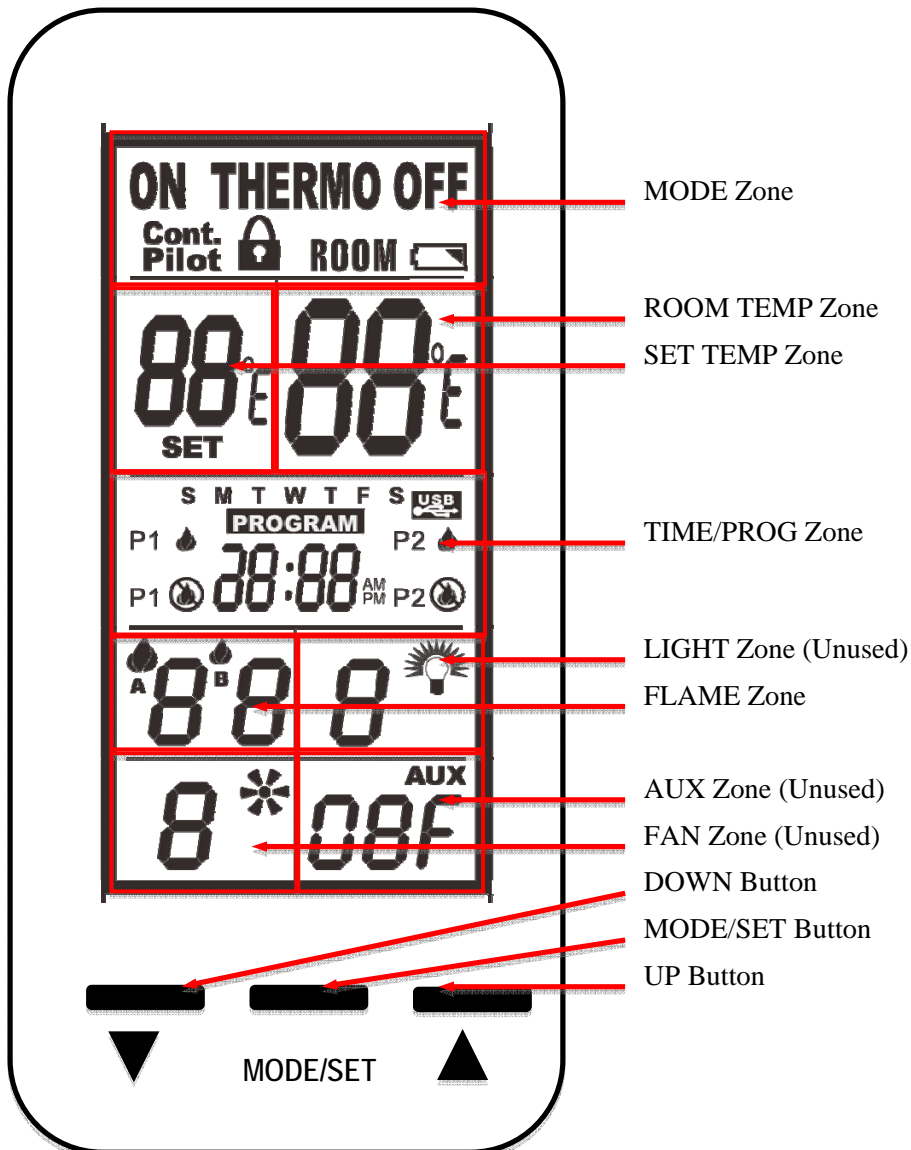 ON THERMO OFF
Cont.
Pilot ROOM
88°E 88°E
SET
S M T W T F S USB
PROGRAM
P1 P2
88:88 AM
PM
P1 P2
A 8 B 8 8
8 AUX
08F
MODE/SET
MODE Zone
ROOM TEMP Zone
SET TEMP Zone
TIME/PROG Zone
LIGHT Zone (Unused)
FLAME Zone
AUX Zone (Unused)
FAN Zone (Unused)
DOWN Button
MODE/SET Button
UP Button